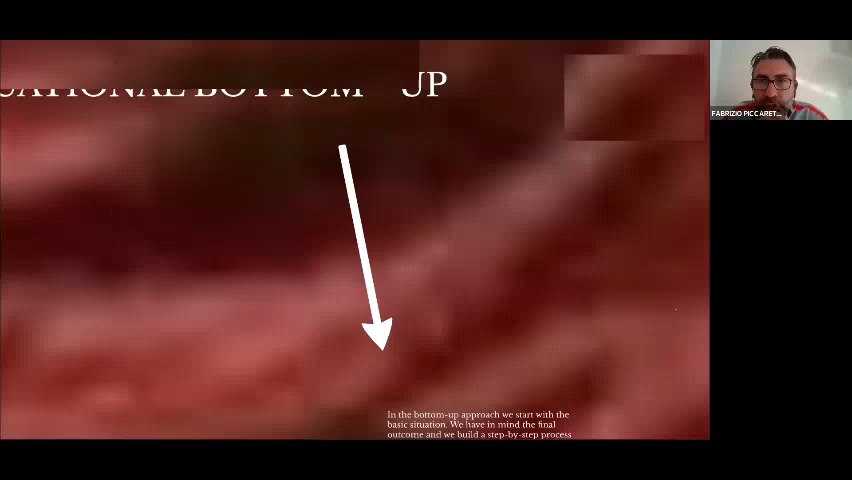 BOTTOM UP
FABRIZIO PICCARET...
In the bottom-up approach we start with the
basic situation. We have in mind the final
outcome and we build a step-by-step process